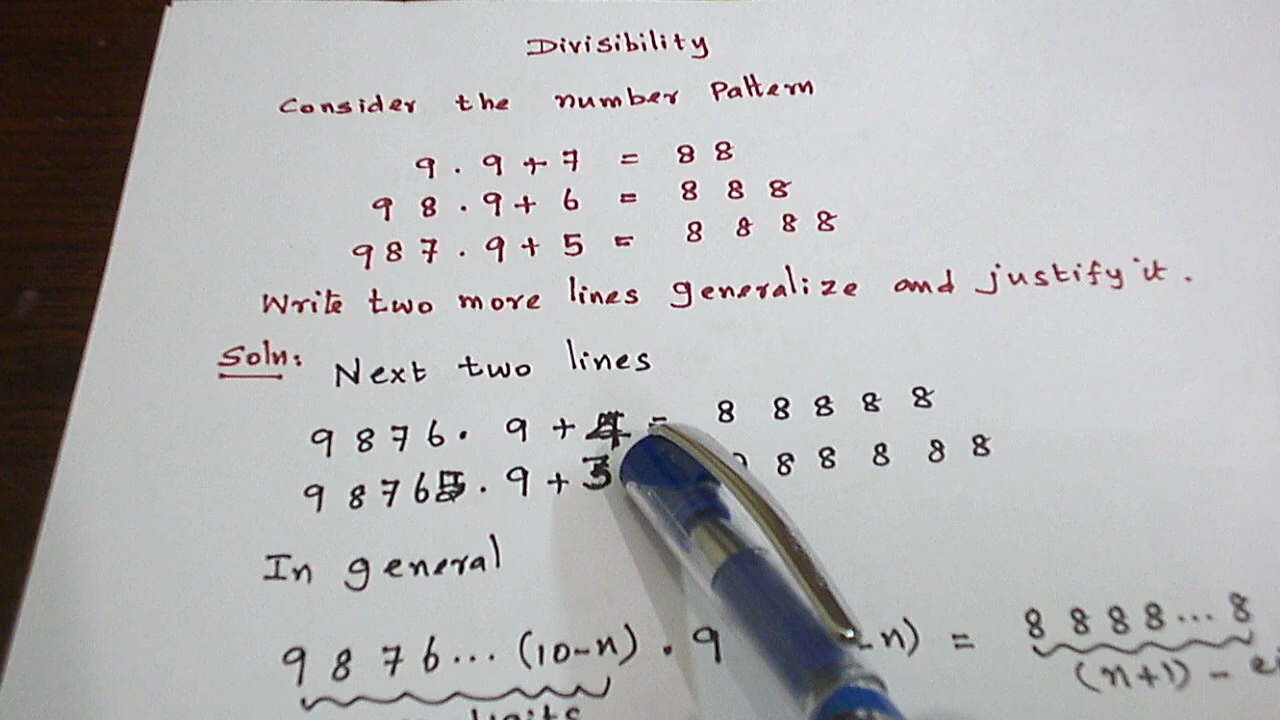 Divisibility
Consider the number Pattern
9 . 9 + 7 = 8 8
9 8 . 9 + 6 = 8 8 8
9 8 7 . 9 + 5 = 8 8 8 8
Write two more lines generalize and justify it .
Soln: Next two lines
9 8 7 6 . 9 + 4 = 8 8 8 8 8
9 8 7 6 5 . 9 + 3 8 8 8 8 8
In general
9 8 7 6 ... (10-n) . 9 -n) = 8 8 8 8 ... 8
(n+1) -